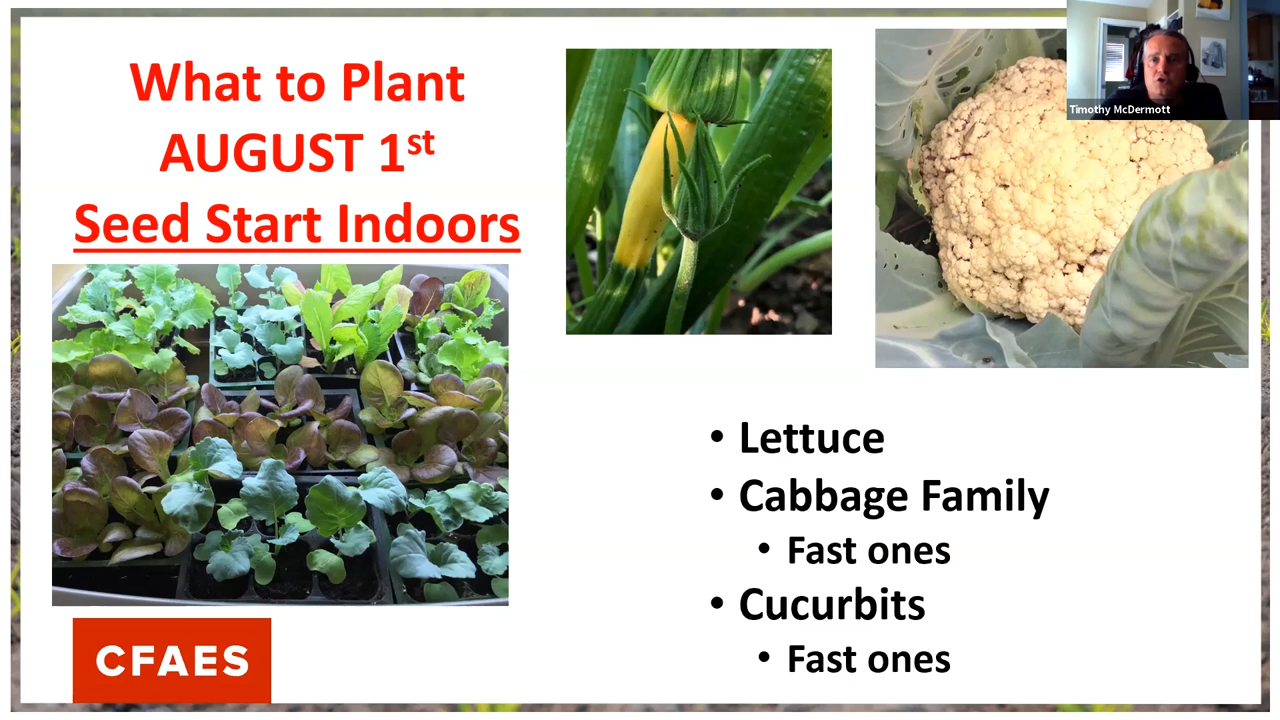 What to Plant
AUGUST 1st
Seed Start Indoors
Timothy McDermott
• Lettuce
• Cabbage Family
• Fast ones
• Cucurbits
• Fast ones
CFAES